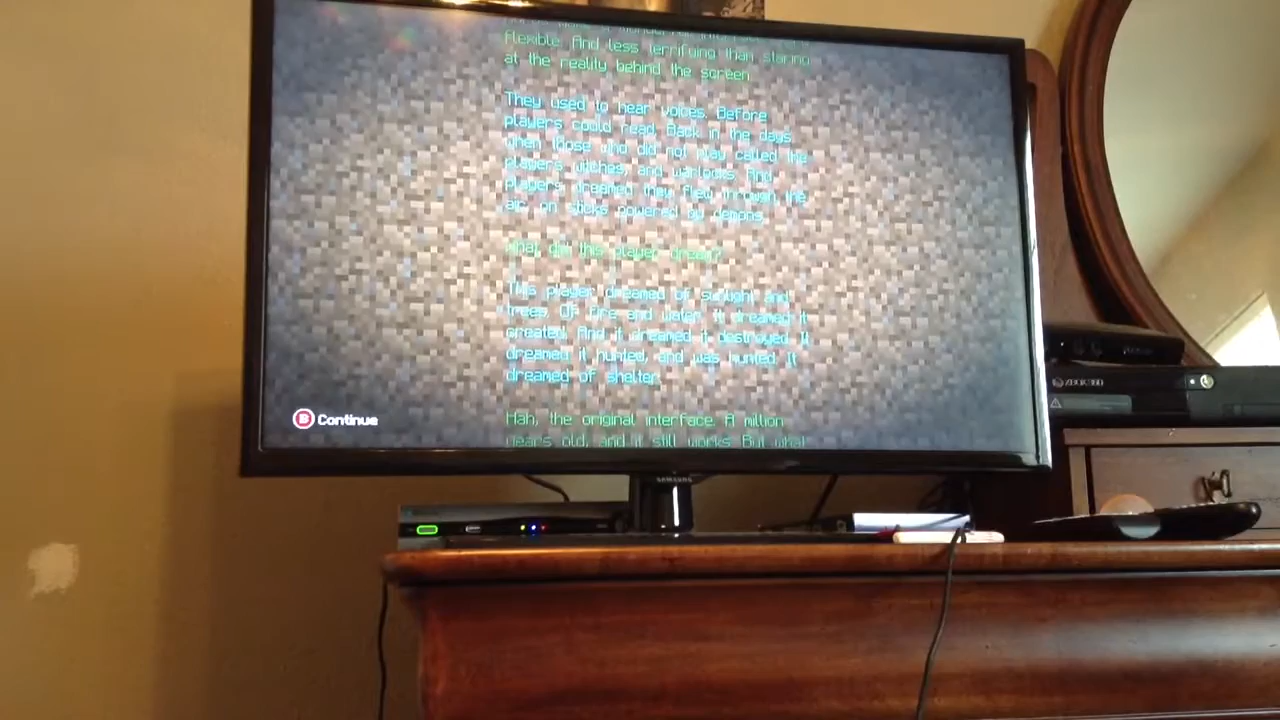 flexible. And less terrifying than staring
at the reality behind the screen.
They used to hear voices. Before
players could read. Back in the days
when those who did not play called the
players witches, and warlocks. And
players dreamed they flew through the
air, on sticks powered by demons.
What did this player dream?
This player dreamed of sunlight and
trees. Of fire and water. It dreamed it
created. And it dreamed it destroyed. It
dreamed it hunted, and was hunted. It
dreamed of shelter.
Hah, the original interface. A million
years old, and it still works. But what
B Continue
SAMSUNG
XBOX 360